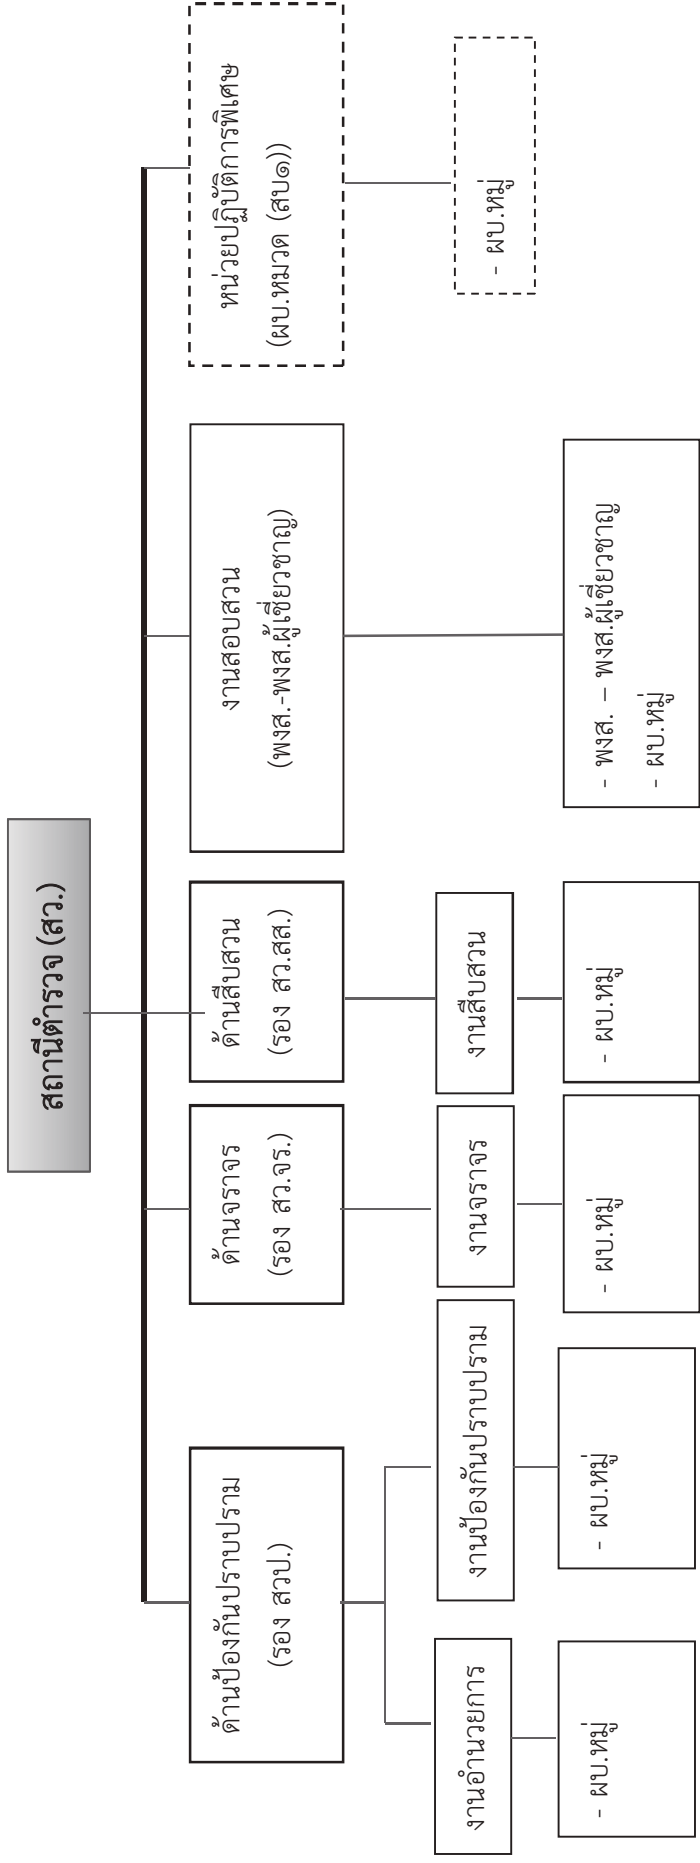 สถานีตำรวจ (สว.)
ด้านป้องกันปราบปราม
(รอง สวป.)
ด้านจราจร
(รอง สว.จร.)
ด้านสืบสวน
(รอง สว.สส.)
งานสอบสวน
(พงส.-พงส.ผู้เชี่ยวชาญ)
หน่วยปฏิบัติการพิเศษ
(ผบ.หมวด (สบ๑))
งานอำนวยการ
งานป้องกันปราบปราม
งานจราจร
งานสืบสวน
- ผบ.หมู่
- ผบ.หมู่
- ผบ.หมู่
- ผบ.หมู่
- พงส. – พงส.ผู้เชี่ยวชาญ
- ผบ.หมู่
- ผบ.หมู่